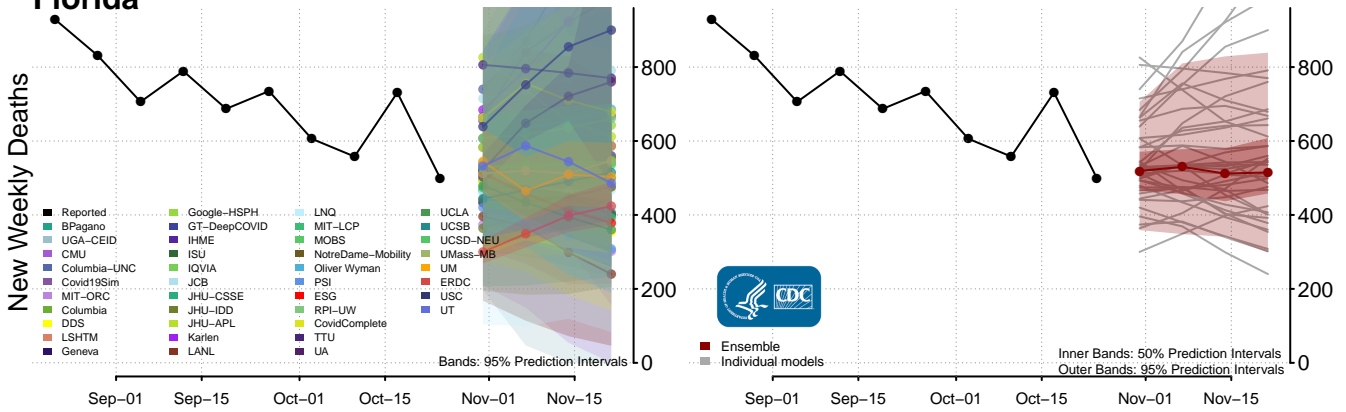 Florida
New Weekly Deaths
Reported
BPagano
UGA−CEID
CMU
Columbia−UNC
Covid19Sim
MIT−ORC
Columbia
DDS
LSHTM
Geneva
Google−HSPH
GT−DeepCOVID
IHME
ISU
IQVIA
JCB
JHU−CSSE
JHU−IDD
JHU−APL
Karlen
LANL
LNQ
MIT−LCP
MOBS
NotreDame−Mobility
Oliver Wyman
PSI
ESG
RPI−UW
CovidComplete
TTU
UA
UCLA
UCSB
UCSD−NEU
UMass−MB
UM
ERDC
USC
UT
Bands: 95% Prediction Intervals
800
600
400
200
0
Sep−01 Sep−15 Oct−01 Oct−15 Nov−01 Nov−15
CDC
Ensemble
Individual models
Inner Bands: 50% Prediction Intervals
Outer Bands: 95% Prediction Intervals
800
600
400
200
0
Sep−01 Sep−15 Oct−01 Oct−15 Nov−01 Nov−15